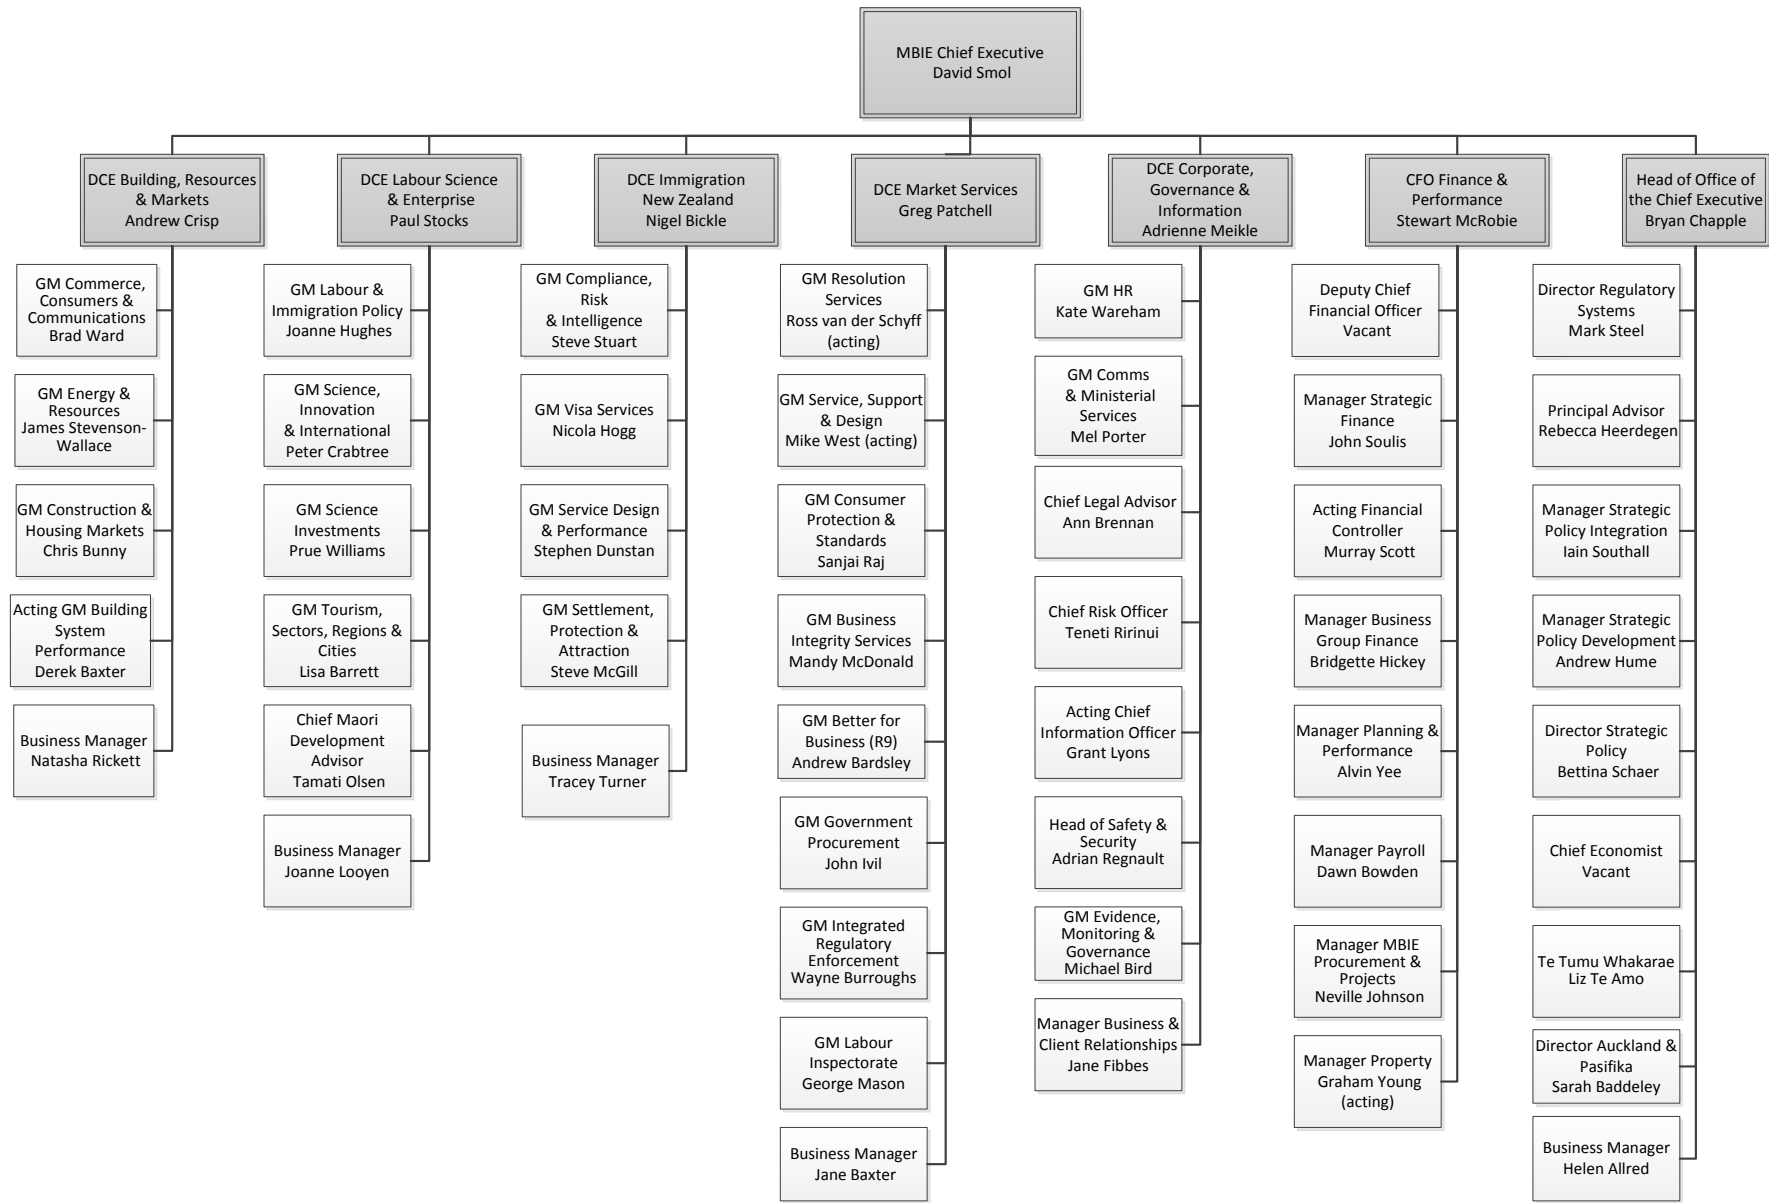 MBIE Chief Executive
David Smol
DCE Building, Resources
& Markets
Andrew Crisp
DCE Labour Science
& Enterprise
Paul Stocks
DCE Immigration
New Zealand
Nigel Bickle
DCE Market Services
Greg Patchell
DCE Corporate,
Governance &
Information
Adrienne Meikle
CFO Finance &
Performance
Stewart McRobie
Head of Office of
the Chief Executive
Bryan Chapple
GM Commerce,
Consumers &
Communications
Brad Ward
GM Energy &
Resources
James Stevenson-
Wallace
GM Construction &
Housing Markets
Chris Bunny
Acting GM Building
System
Performance
Derek Baxter
Business Manager
Natasha Rickett
GM Labour &
Immigration Policy
Joanne Hughes
GM Science,
Innovation
& International
Peter Crabtree
GM Science
Investments
Prue Williams
GM Tourism,
Sectors, Regions &
Cities
Lisa Barrett
Chief Maori
Development
Advisor
Tamati Olsen
Business Manager
Joanne Looyen
GM Compliance,
Risk
& Intelligence
Steve Stuart
GM Visa Services
Nicola Hogg
GM Service Design
& Performance
Stephen Dunstan
GM Settlement,
Protection &
Attraction
Steve McGill
Business Manager
Tracey Turner
GM Resolution
Services
Ross van der Schyff
(acting)
GM Service, Support
& Design
Mike West (acting)
GM Consumer
Protection &
Standards
Sanjai Raj
GM Business
Integrity Services
Mandy McDonald
GM Better for
Business (R9)
Andrew Bardsley
GM Government
Procurement
John Ivil
GM Integrated
Regulatory
Enforcement
Wayne Burroughs
GM Labour
Inspectorate
George Mason
Business Manager
Jane Baxter
GM HR
Kate Wareham
GM Comms
& Ministerial
Services
Mel Porter
Chief Legal Advisor
Ann Brennan
Chief Risk Officer
Teneti Ririnui
Acting Chief
Information Officer
Grant Lyons
Head of Safety &
Security
Adrian Regnault
GM Evidence,
Monitoring &
Governance
Michael Bird
Manager Business &
Client Relationships
Jane Fibbes
Deputy Chief
Financial Officer
Vacant
Manager Strategic
Finance
John Soulis
Acting Financial
Controller
Murray Scott
Manager Business
Group Finance
Bridgette Hickey
Manager Planning &
Performance
Alvin Yee
Manager Payroll
Dawn Bowden
Manager MBIE
Procurement &
Projects
Neville Johnson
Manager Property
Graham Young
(acting)
Director Regulatory
Systems
Mark Steel
Principal Advisor
Rebecca Heerdegen
Manager Strategic
Policy Integration
Iain Southall
Manager Strategic
Policy Development
Andrew Hume
Director Strategic
Policy
Bettina Schaer
Chief Economist
Vacant
Te Tumu Whakarae
Liz Te Amo
Director Auckland &
Pasifika
Sarah Baddeley
Business Manager
Helen Allred